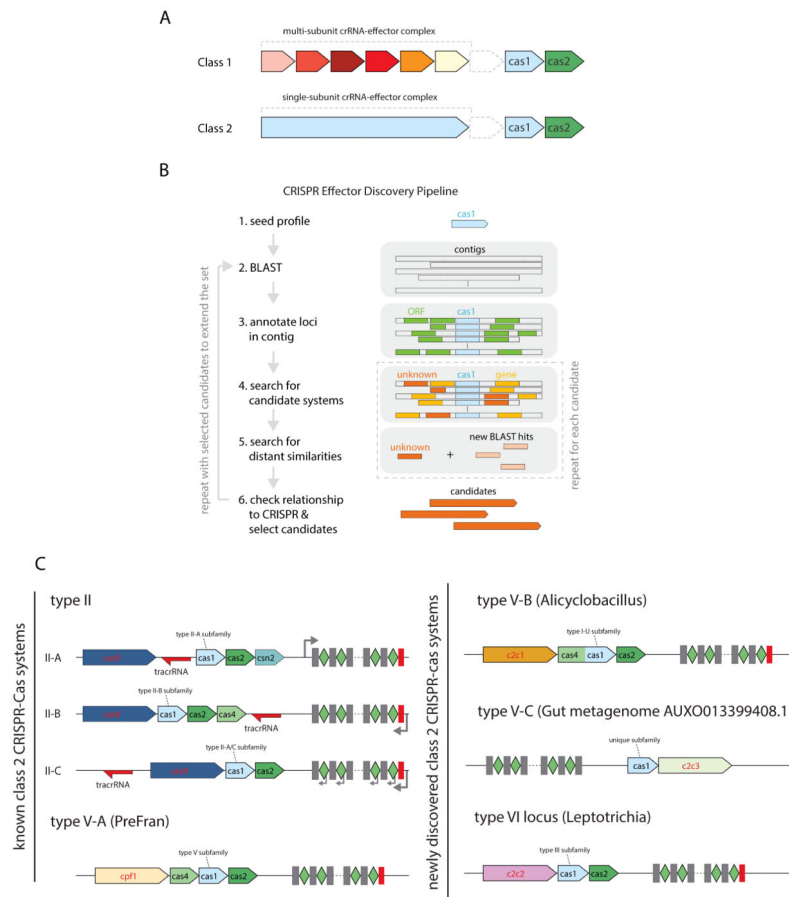 A
multi-subunit crRNA-effector complex
Class 1
cas1
cas2
single-subunit crRNA-effector complex
Class 2
cas1
cas2
B
CRISPR Effector Discovery Pipeline
1. seed profile
cas1
2. BLAST
contigs
3. annotate loci
in contig
ORF
cas1
4. search for
candidate systems
unknown
cas1
gene
5. search for
distant similarities
unknown
+
new BLAST hits
6. check relationship
to CRISPR &
select candidates
candidates
repeat with selected candidates to extend the set
repeat for each candidate
C
known class 2 CRISPR-Cas systems
type II
II-A
type II-A subfamily
tracrRNA
cas1
cas2
csn2
II-B
type II-B subfamily
cas1
cas2
cas4
tracrRNA
II-C
type II-A/C subfamily
tracrRNA
cas1
cas2
type V-A (PreFran)
type V subfamily
cpf1
cas4
cas1
cas2
newly discovered class 2 CRISPR-cas systems
type V-B (Alicyclobacillus)
type I-U
subfamily
c2c1
cas4
cas1
cas2
type V-C (Gut metagenome AUXO013399408.1
unique subfamily
cas1
c2c3
type VI locus (Leptotrichia)
type III subfamily
c2c2
cas1
cas2